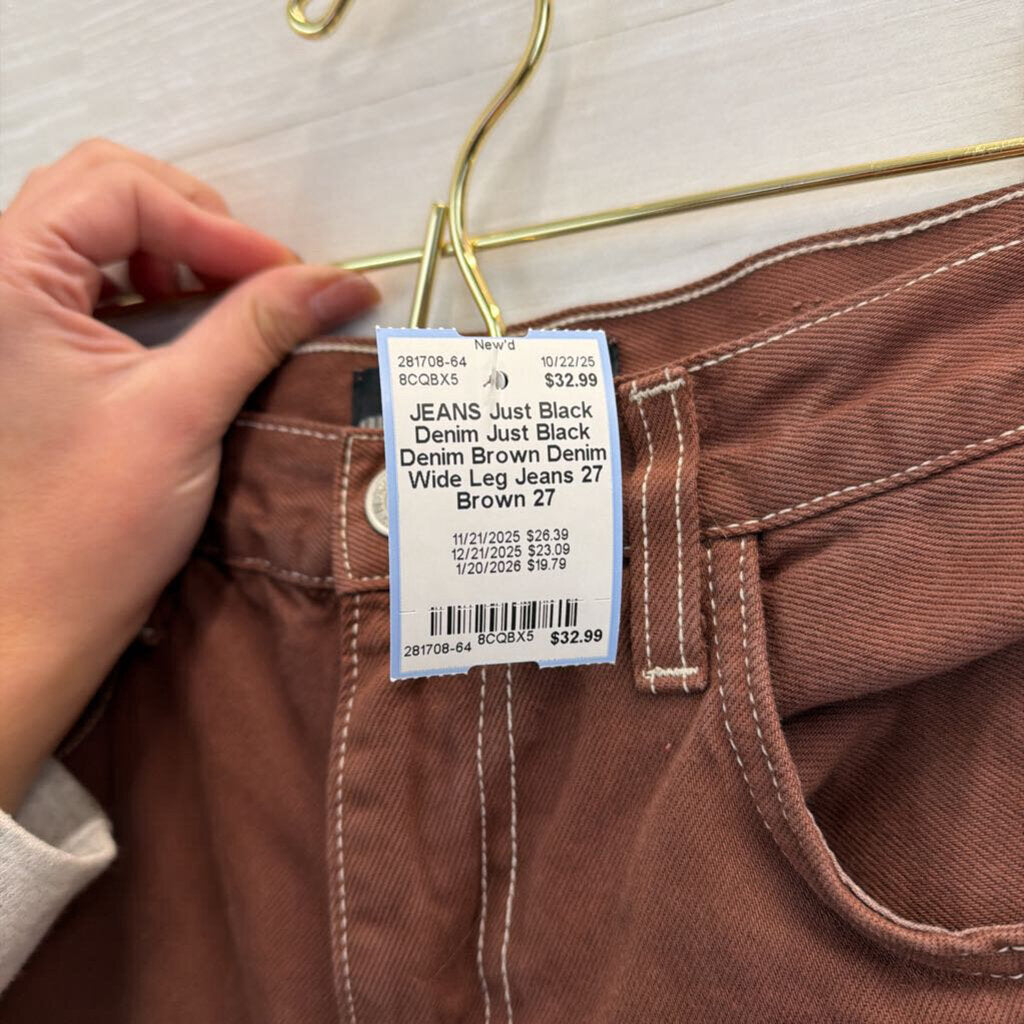 New'd
281708-64 10/22/25
8CQBX5 $32.99
JEANS Just Black
Denim Just Black
Denim Brown Denim
Wide Leg Jeans 27
Brown 27
11/21/2025 $26.39
12/21/2025 $23.09
1/20/2026 $19.79
281708-64 8CQBX5 $32.99